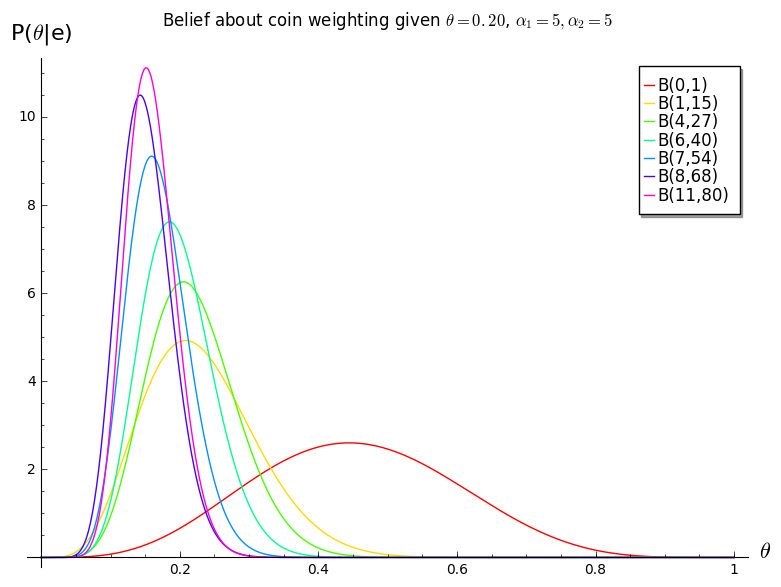 Belief about coin weighting given θ = 0.20, α₁ = 5, α₂ = 5
P(θ|e)
B(0,1)
B(1,15)
B(4,27)
B(6,40)
B(7,54)
B(8,68)
B(11,80)
10
8
6
4
2
0.2 0.4 0.6 0.8 1
θ